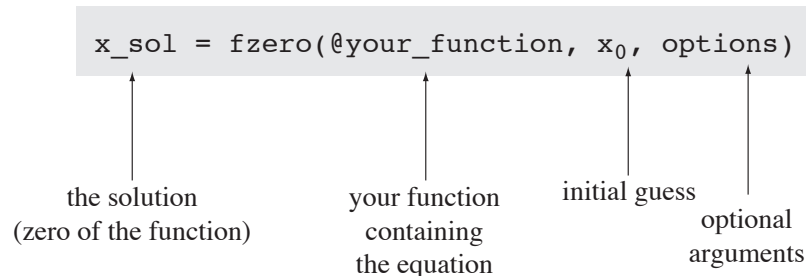 x_sol = fzero(@your_function, x₀, options)
the solution
(zero of the function)
your function
containing
the equation
initial guess
optional
arguments